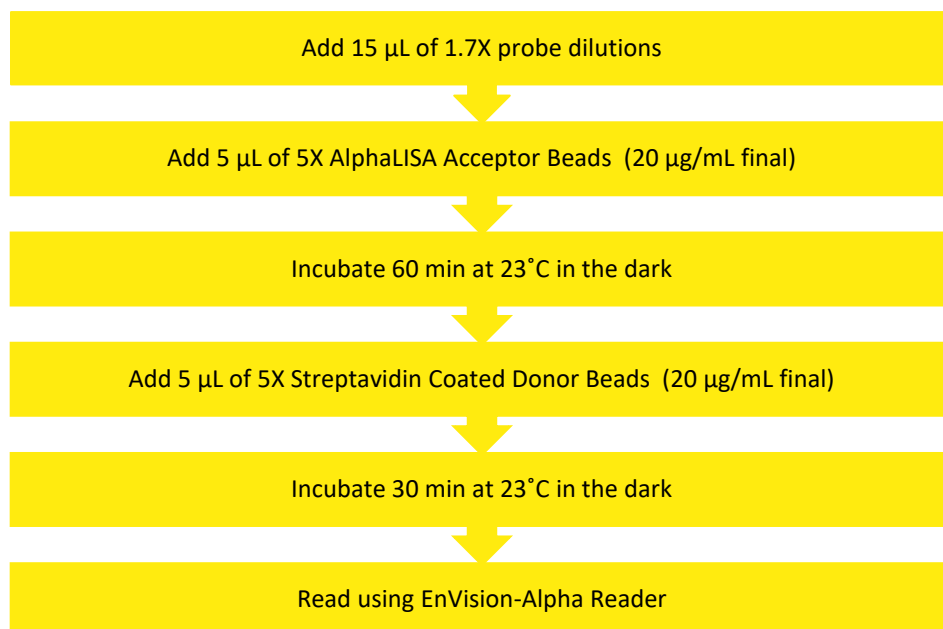 Add 15 µL of 1.7X probe dilutions
Add 5 µL of 5X AlphaLISA Acceptor Beads (20 µg/mL final)
Incubate 60 min at 23˚C in the dark
Add 5 µL of 5X Streptavidin Coated Donor Beads (20 µg/mL final)
Incubate 30 min at 23˚C in the dark
Read using EnVision-Alpha Reader